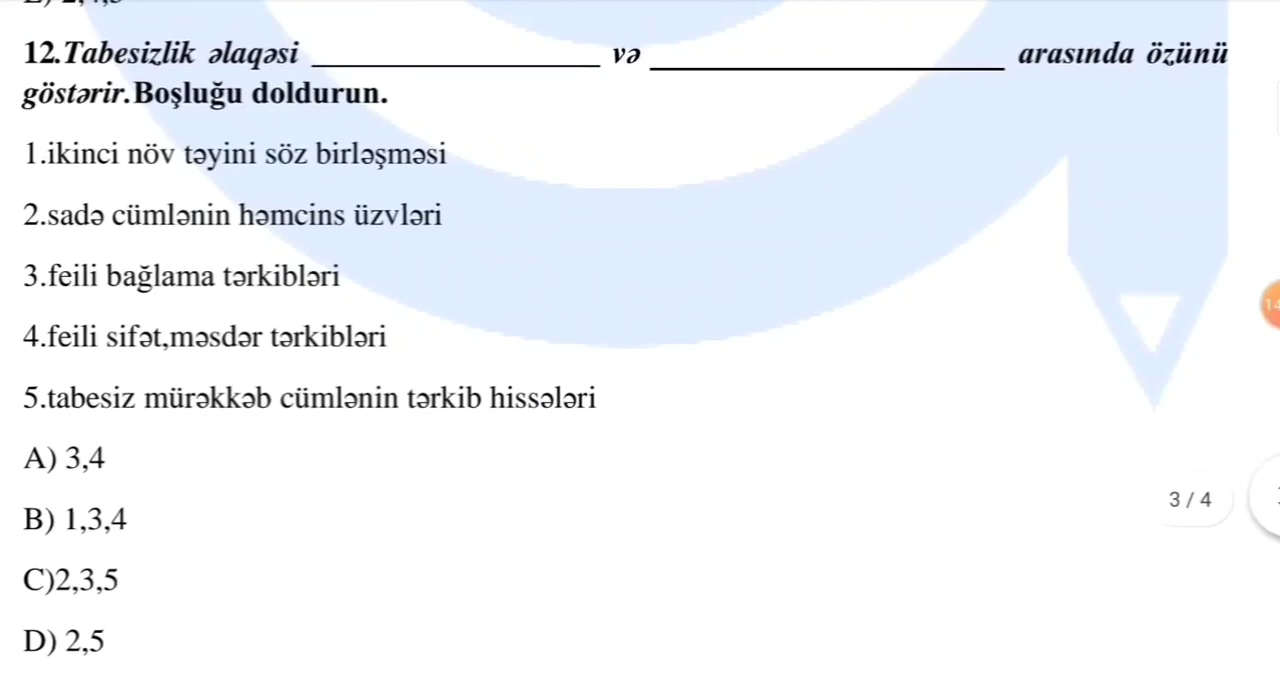 12.Tabesizlik əlaqəsi ____________________ və ________________________ arasında özünü
göstərir.Boşluğu doldurun.
1.ikinci növ təyini söz birləşməsi
2.sadə cümlənin həmcins üzvləri
3.feili bağlama tərkibləri
4.feili sifət,məsdər tərkibləri
5.tabesiz mürəkkəb cümlənin tərkib hissələri
A) 3,4
B) 1,3,4
3 / 4
C)2,3,5
D) 2,5